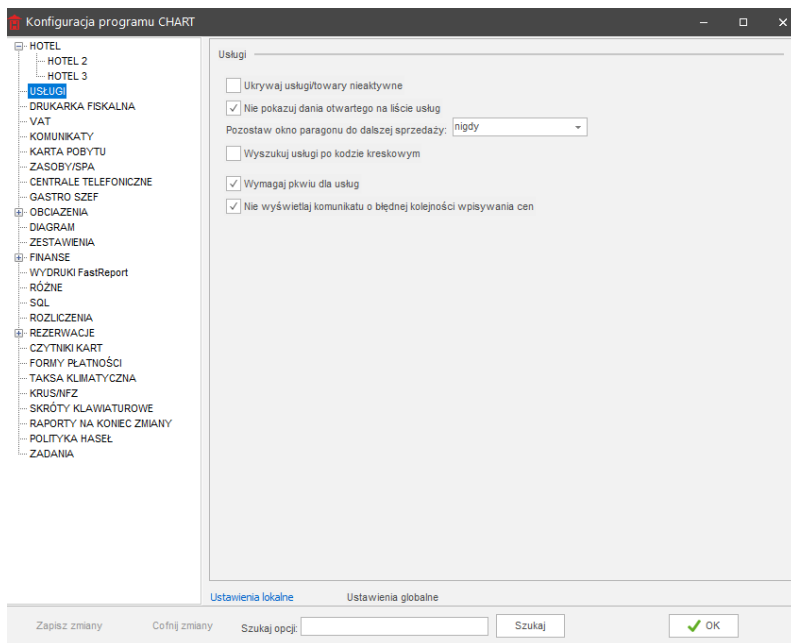 Konfiguracja programu CHART
HOTEL
HOTEL 2
HOTEL 3
USŁUGI
DRUKARKA FISKALNA
VAT
KOMUNIKATY
KARTA POBYTU
ZASOBY/SPA
CENTRALE TELEFONICZNE
GASTRO SZEF
OBCIAZENIA
DIAGRAM
ZESTAWIENIA
FINANSE
WYDRUKI FastReport
RÓŻNE
SQL
ROZLICZENIA
REZERWACJE
CZYTNIKI KART
FORMY PŁATNOŚCI
TAKSA KLIMATYCZNA
KRUS/NFZ
SKRÓTY KLAWIATUROWE
RAPORTY NA KONIEC ZMIANY
POLITYKA HASEŁ
ZADANIA
Usługi
Ukrywaj usługi/towary nieaktywne
Nie pokazuj dania otwartego na liście usług
Pozostaw okno paragonu do dalszej sprzedaży: nigdy
Wyszukuj usługi po kodzie kreskowym
Wymagaj pkwiu dla usług
Nie wyświetlaj komunikatu o błędnej kolejności wpisywania cen
Ustawienia lokalne Ustawienia globalne
Zapisz zmiany Cofnij zmiany Szukaj opcji: Szukaj OK